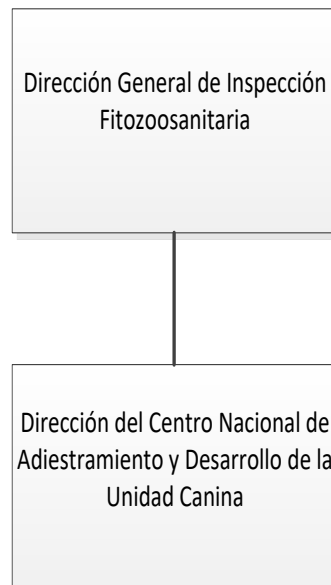 Dirección General de Inspección
Fitozoosanitaria
Dirección del Centro Nacional de
Adiestramiento y Desarrollo de la
Unidad Canina